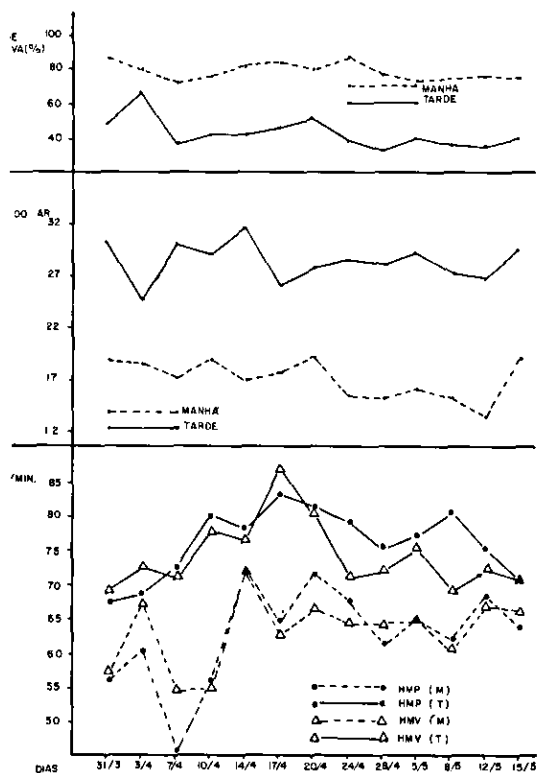 E
VA(%)
100
80
60
40
MANHÃ
TARDE
DO AR
32
27
22
17
12
MANHÃ
TARDE
/MIN.
85
80
75
70
65
60
55
50
HMP (M)
HMP (T)
HMV (M)
HMV (T)
DIAS 31/3 3/4 7/4 10/4 14/4 17/4 20/4 24/4 28/4 5/5 8/5 12/5 15/5